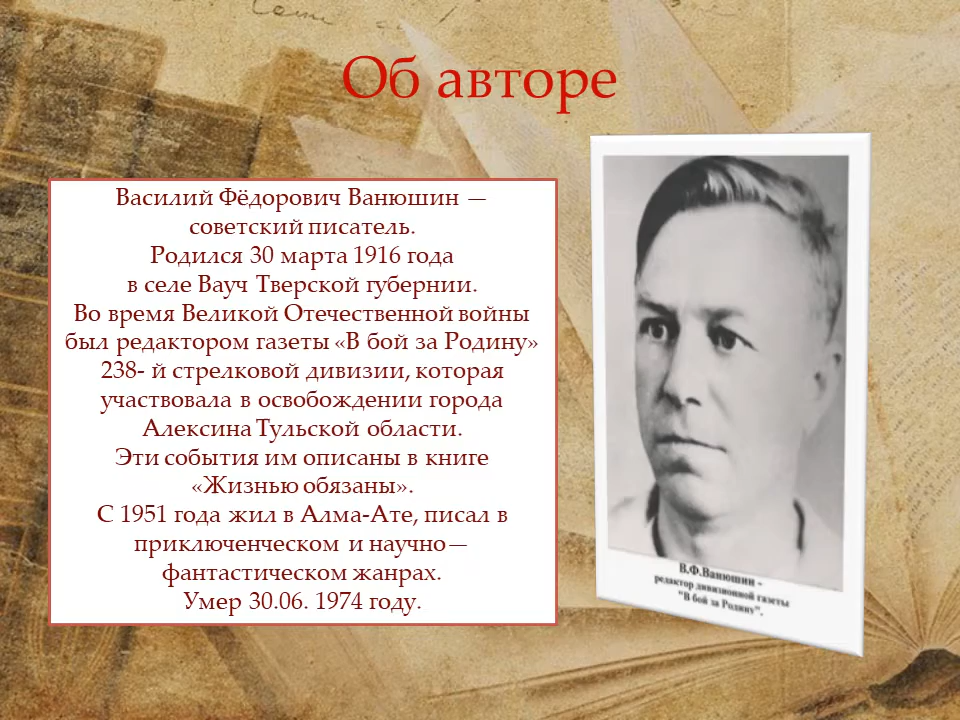 Об авторе
Василий Фёдорович Ванюшин —
советский писатель.
Родился 30 марта 1916 года
в селе Вауч Тверской губернии.
Во время Великой Отечественной войны
был редактором газеты «В бой за Родину»
238- й стрелковой дивизии, которая
участвовала в освобождении города
Алексина Тульской области.
Эти события им описаны в книге
«Жизнью обязаны».
С 1951 года жил в Алма-Ате, писал в
приключенческом и научно—
фантастическом жанрах.
Умер 30.06. 1974 году.
В.Ф.Ванюшин -
редактор дивизионной газеты
"В бой за Родину".